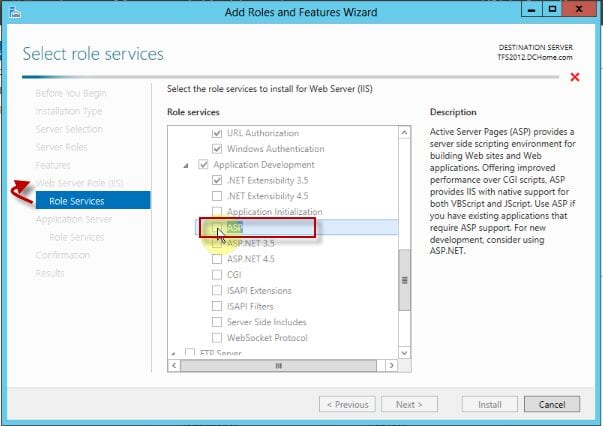 Add Roles and Features Wizard
Select role services
DESTINATION SERVER
TFS2012.DCHome.com
Before You Begin
Installation Type
Server Selection
Server Roles
Features
Web Server Role (IIS)
Role Services
Application Server
Role Services
Confirmation
Results
Select the role services to install for Web Server (IIS)
Role services
URL Authorization
Windows Authentication
Application Development
.NET Extensibility 3.5
.NET Extensibility 4.5
Application Initialization
ASP
ASP.NET 3.5
ASP.NET 4.5
CGI
ISAPI Extensions
ISAPI Filters
Server Side Includes
WebSocket Protocol
FTP Server
Description
Active Server Pages (ASP) provides a
server side scripting environment for
building Web sites and Web
applications. Offering improved
performance over CGI scripts, ASP
provides IIS with native support for
both VBScript and JScript. Use ASP if
you have existing applications that
require ASP support. For new
development, consider using
ASP.NET.
< Previous
Next >
Install
Cancel